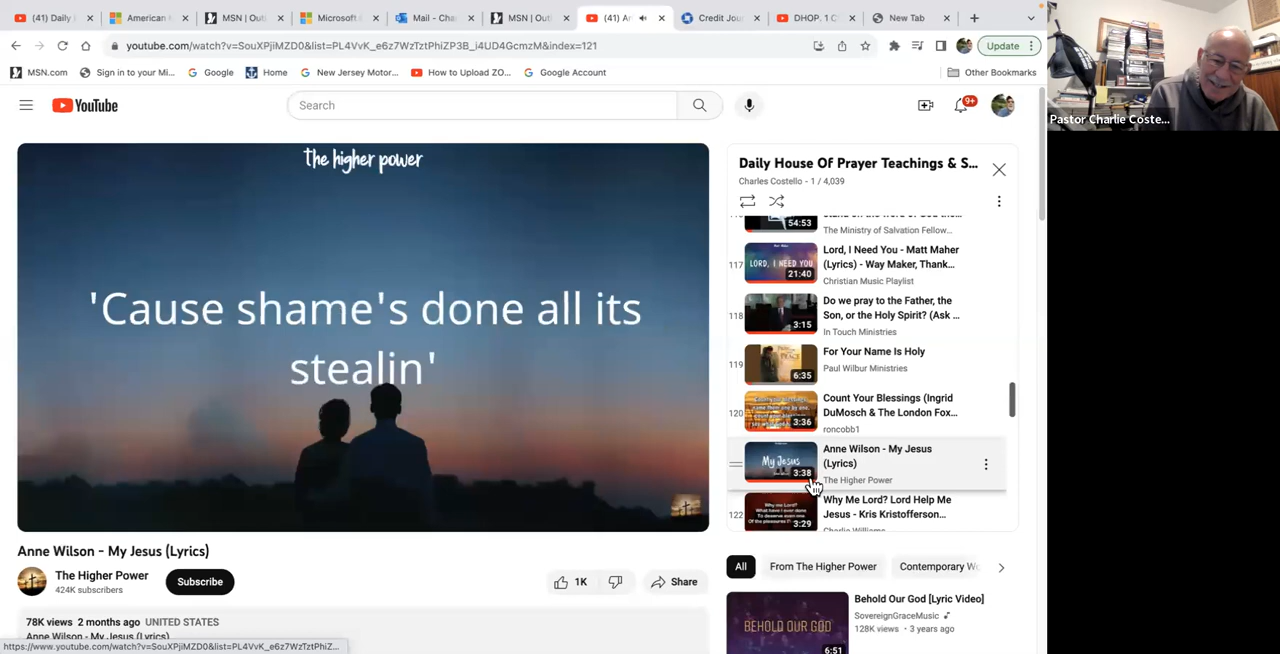 (41) Daily
American
MSN | Out
Microsoft
Mail - Cha
MSN | Outl
(41) An
Credit Jour
DHOP. 1 C
New Tab
youtube.com/watch?v=SouXPjiMZD0&list=PL4VvK_e6z7WzTztPhiZP3B_i4UD4GcmzM&index=121
Update
MSN.com
Sign in to your Mi...
Google
Home
New Jersey Motor...
How to Upload ZO...
Google Account
Other Bookmarks
YouTube
Search
9+
Pastor Charlie Coste...
the higher power
'Cause shame's done all its
stealin'
Daily House Of Prayer Teachings & S...
Charles Costello - 1 / 4,039
54:53
The Ministry of Salvation Fellow...
117
LORD, I NEED YOU
21:40
Lord, I Need You - Matt Maher
(Lyrics) - Way Maker, Thank...
Christian Music Playlist
118
3:15
Do we pray to the Father, the
Son, or the Holy Spirit? (Ask ...
In Touch Ministries
119
6:35
For Your Name Is Holy
Paul Wilbur Ministries
120
3:36
Count Your Blessings (Ingrid
DuMosch & The London Fox...
roncobb1
My Jesus
3:38
Anne Wilson - My Jesus
(Lyrics)
The Higher Power
122
3:29
Why Me Lord? Lord Help Me
Jesus - Kris Kristofferson...
Charlie Williams
Anne Wilson - My Jesus (Lyrics)
The Higher Power
424K subscribers
Subscribe
1K
Share
78K views 2 months ago UNITED STATES
Anne Wilson - My Jesus (Lyrics)
https://www.youtube.com/watch?v=SouXPjiMZD0&list=PL4VvK_e6z7WzTztPhiZ...
All
From The Higher Power
Contemporary Wo
BEHOLD OUR GOD
6:51
Behold Our God [Lyric Video]
SovereignGraceMusic
128K views • 3 years ago